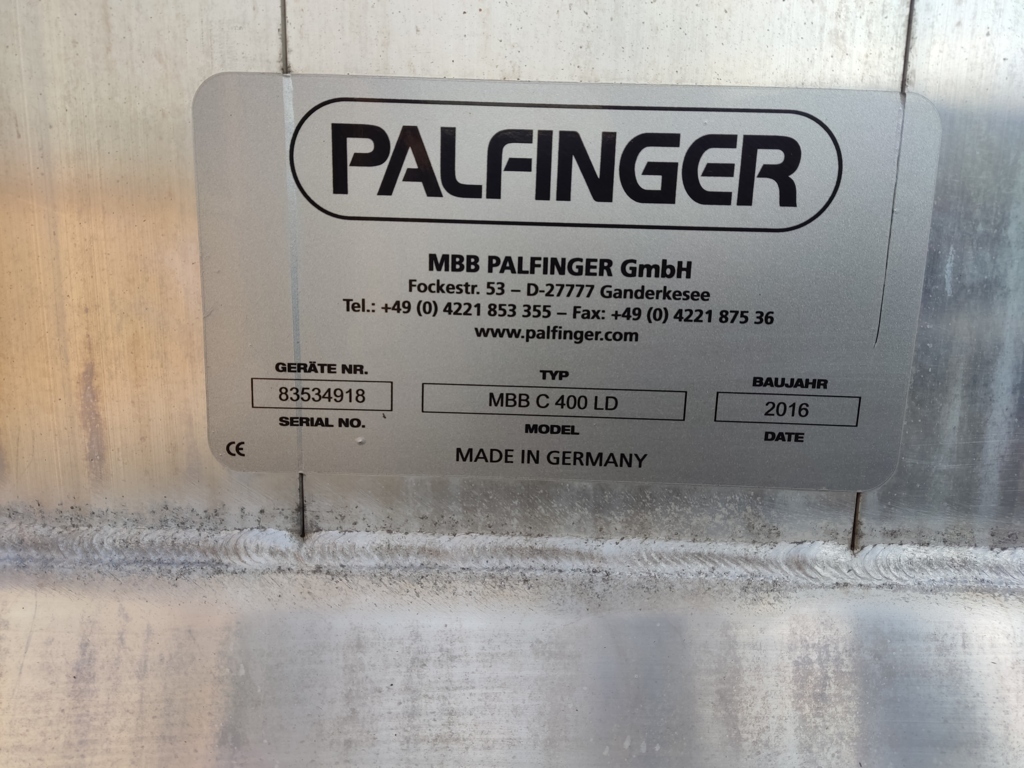 PALFINGER
MBB PALFINGER GmbH
Fockestr. 53 – D-27777 Ganderkesee
Tel.: +49 (0) 4221 853 355 – Fax: +49 (0) 4221 875 36
www.palfinger.com
GERÄTE NR. TYP BAUJAHR
83534918 MBB C 400 LD 2016
SERIAL NO. MODEL DATE
CE MADE IN GERMANY